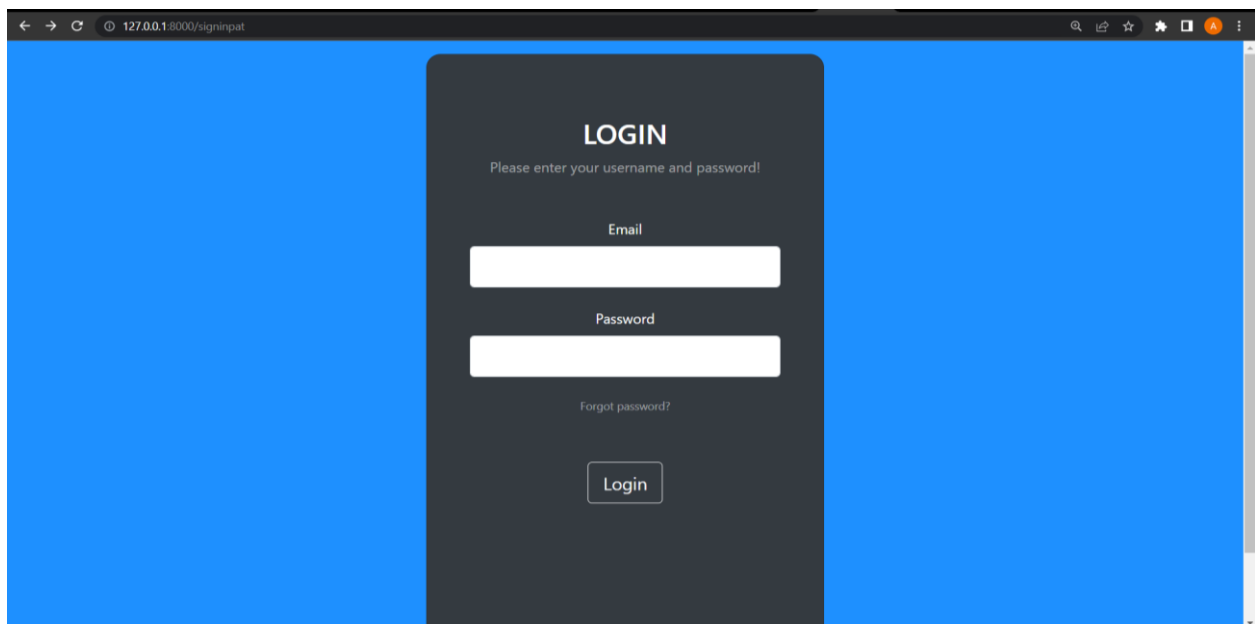 127.0.0.1:8000/signinpat
A
LOGIN
Please enter your username and password!
Email
Password
Forgot password?
Login